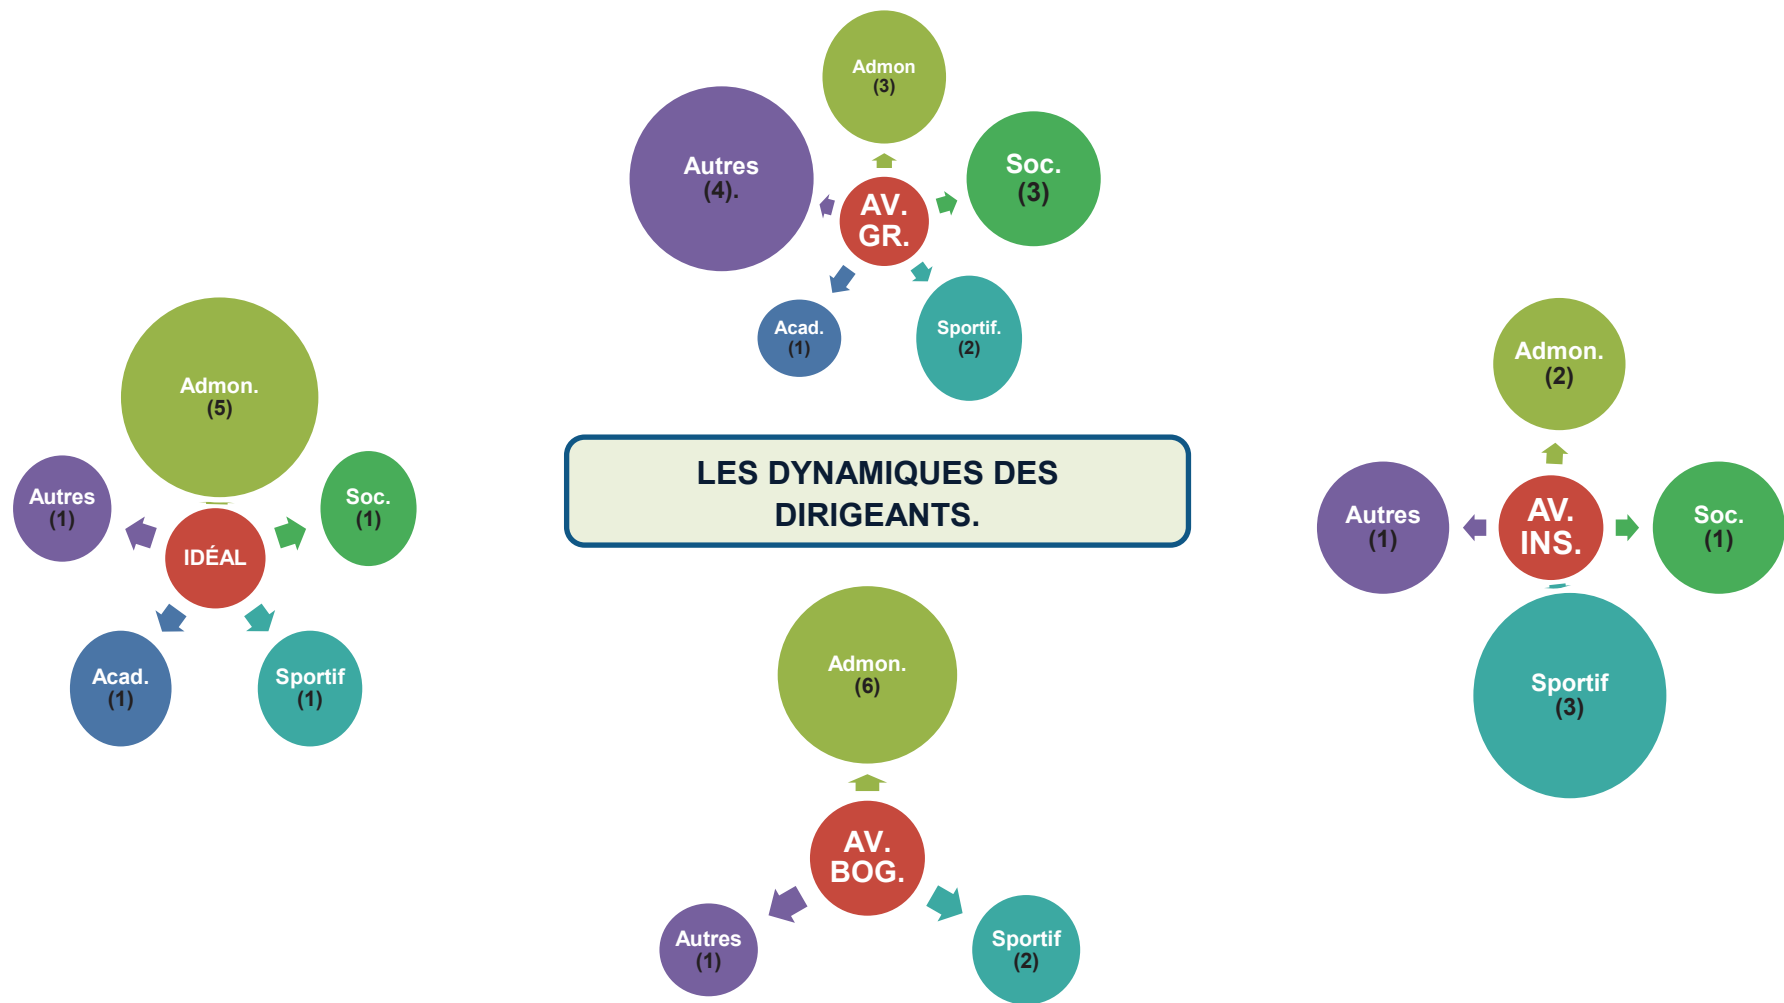 Admon
(3)
Autres
(4).
Soc.
(3)
AV.
GR.
Acad.
(1)
Sportif.
(2)
Admon.
(5)
Autres
(1)
Soc.
(1)
IDÉAL
Acad.
(1)
Sportif
(1)
LES DYNAMIQUES DES
DIRIGEANTS.
Admon.
(2)
Autres
(1)
AV.
INS.
Soc.
(1)
Sportif
(3)
Admon.
(6)
AV.
BOG.
Autres
(1)
Sportif
(2)